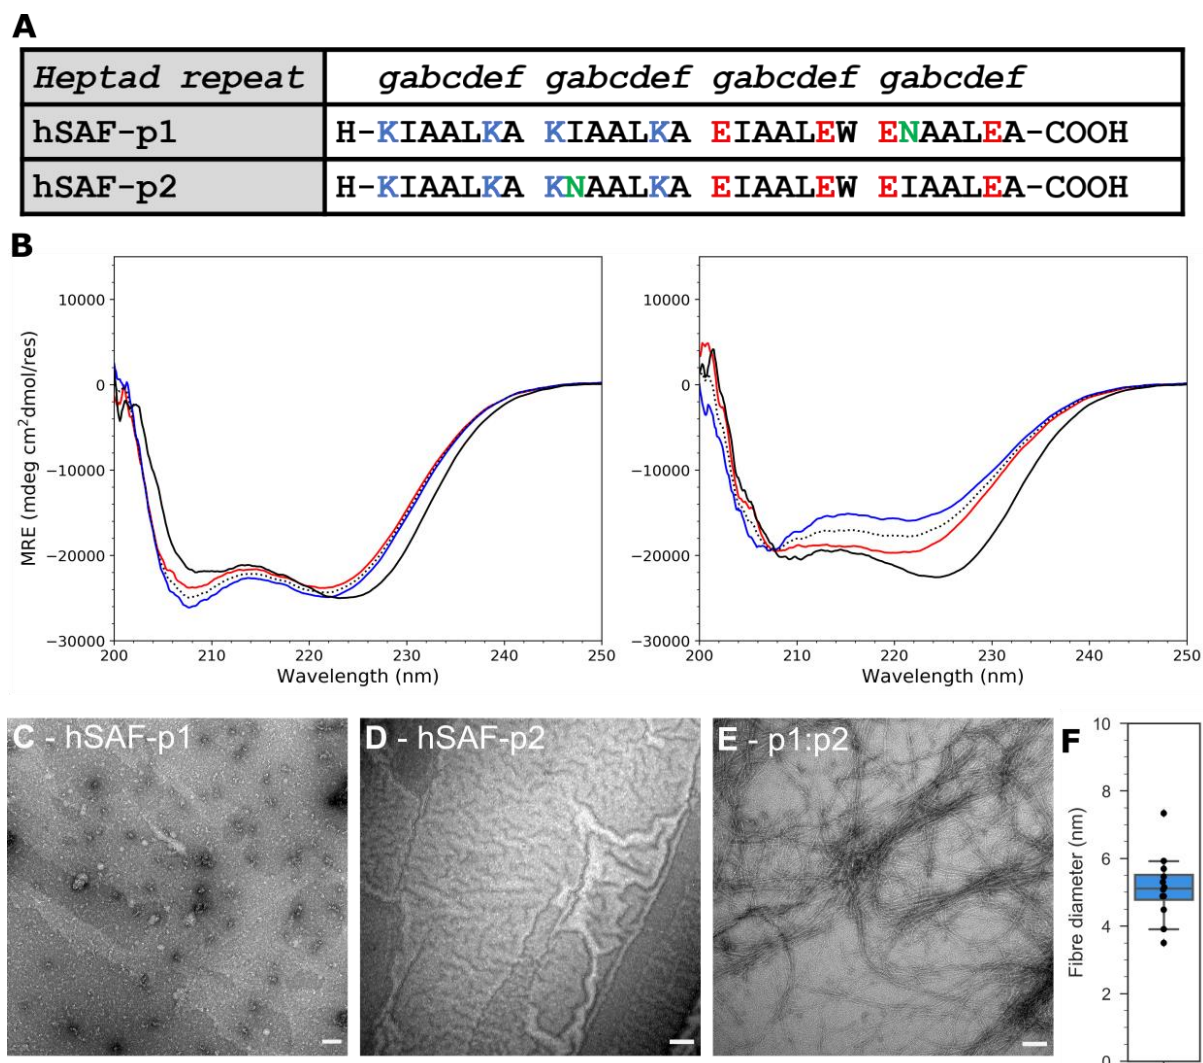 A
Heptad repeat gabcdef gabcdef gabcdef gabcdef
hSAF-p1 H-KIAALKA KIAALKA EIAALEW ENAALEA-COOH
hSAF-p2 H-KIAALKA KNAALKA EIAALEW EIAALEA-COOH
B
10000
0
−10000
−20000
−30000
MRE (mdeg cm²dmol/res)
200 210 220 230 240 250
Wavelength (nm)
10000
0
−10000
−20000
−30000
200 210 220 230 240 250
Wavelength (nm)
C - hSAF-p1
D - hSAF-p2
E - p1:p2
F
10
8
6
4
2
0
Fibre diameter (nm)